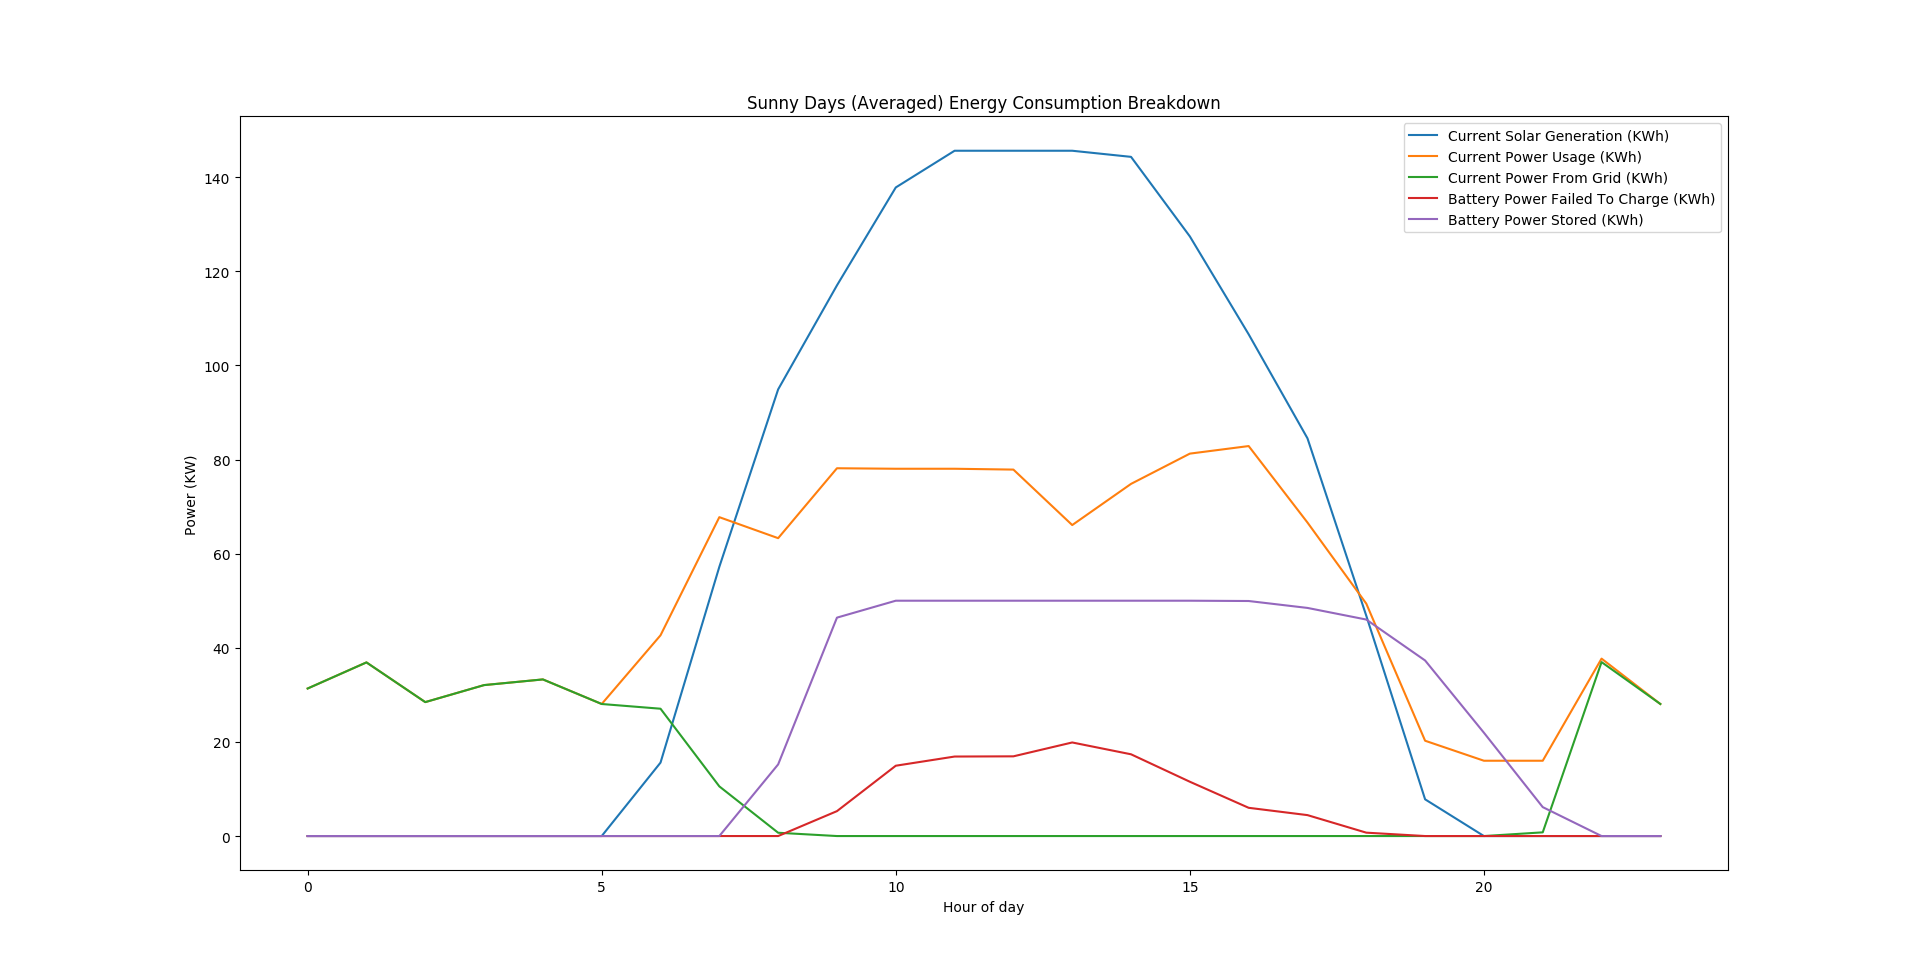 Sunny Days (Averaged) Energy Consumption Breakdown
Current Solar Generation (KWh)
Current Power Usage (KWh)
Current Power From Grid (KWh)
Battery Power Failed To Charge (KWh)
Battery Power Stored (KWh)
140
120
100
80
60
40
20
0
Power (KW)
0 5 10 15 20
Hour of day